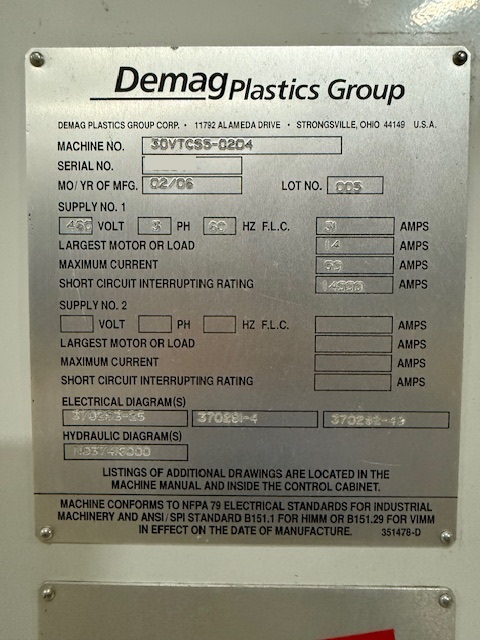 Demag Plastics Group
DEMAG PLASTICS GROUP CORP. • 11792 ALAMEDA DRIVE • STRONGSVILLE, OHIO 44149 U.S.A.
MACHINE NO. 30VTCS5-0204
SERIAL NO.
MO/YR OF MFG. 02/06 LOT NO. 005
SUPPLY NO. 1
460 VOLT 3 PH 60 HZ F.L.C. AMPS
LARGEST MOTOR OR LOAD 14 AMPS
MAXIMUM CURRENT AMPS
SHORT CIRCUIT INTERRUPTING RATING 14000 AMPS
SUPPLY NO. 2
VOLT PH HZ F.L.C. AMPS
LARGEST MOTOR OR LOAD AMPS
MAXIMUM CURRENT AMPS
SHORT CIRCUIT INTERRUPTING RATING AMPS
ELECTRICAL DIAGRAM(S)
370281-4
HYDRAULIC DIAGRAM(S)
LISTINGS OF ADDITIONAL DRAWINGS ARE LOCATED IN THE
MACHINE MANUAL AND INSIDE THE CONTROL CABINET.
MACHINE CONFORMS TO NFPA 79 ELECTRICAL STANDARDS FOR INDUSTRIAL
MACHINERY AND ANSI/SPI STANDARD B151.1 FOR HIMM OR B151.29 FOR VIMM
IN EFFECT ON THE DATE OF MANUFACTURE. 351478-D